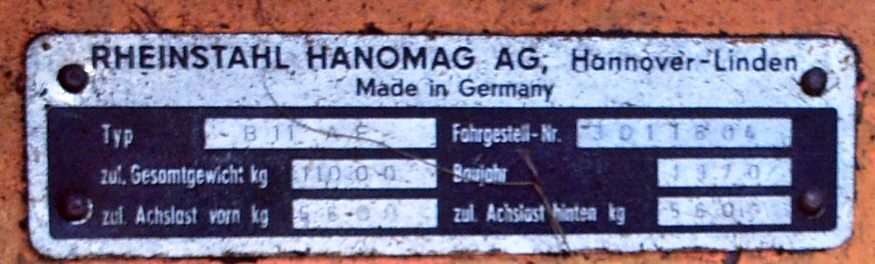 RHEINSTAHL HANOMAG AG, Hannover-Linden
Made in Germany
Typ B 11 A F Fahrgestell-Nr. 3011804
zul. Gesamtgewicht kg 11000 Baujahr 1970
zul. Achslast vorn kg 5600 zul. Achslast hinten kg 5600